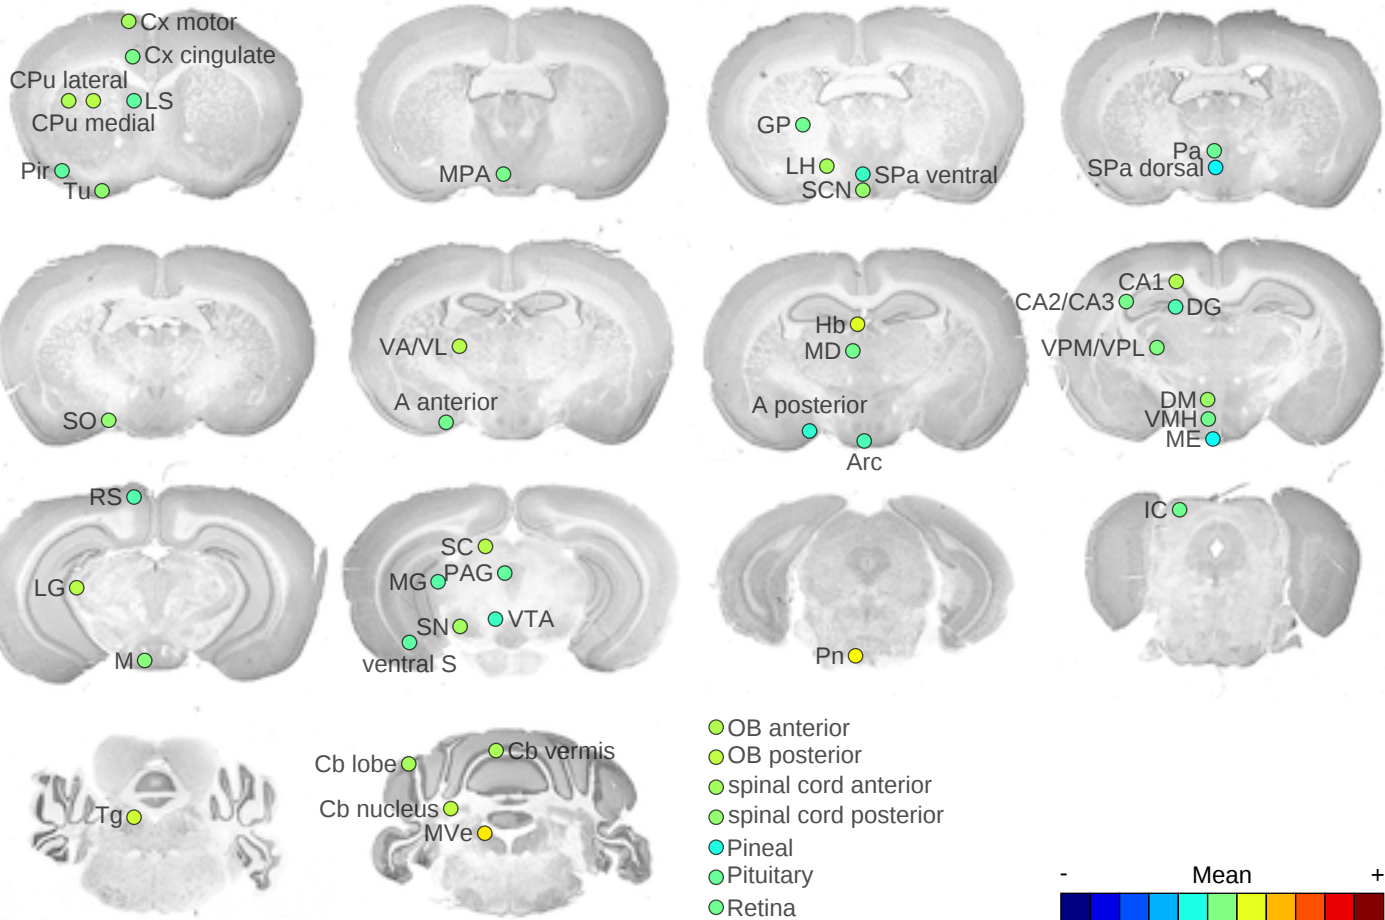 Cx motor
Cx cingulate
CPu lateral
LS
CPu medial
Pir
Tu
MPA
GP
LH
SPa ventral
SCN
Pa
SPa dorsal
SO
VA/VL
A anterior
Hb
MD
A posterior
Arc
CA1
CA2/CA3
DG
VPM/VPL
DM
VMH
ME
RS
LG
M
SC
MG
PAG
SN
VTA
ventral S
Pn
IC
Tg
Cb lobe
Cb vermis
Cb nucleus
MVe
OB anterior
OB posterior
spinal cord anterior
spinal cord posterior
Pineal
Pituitary
Retina
- Mean +